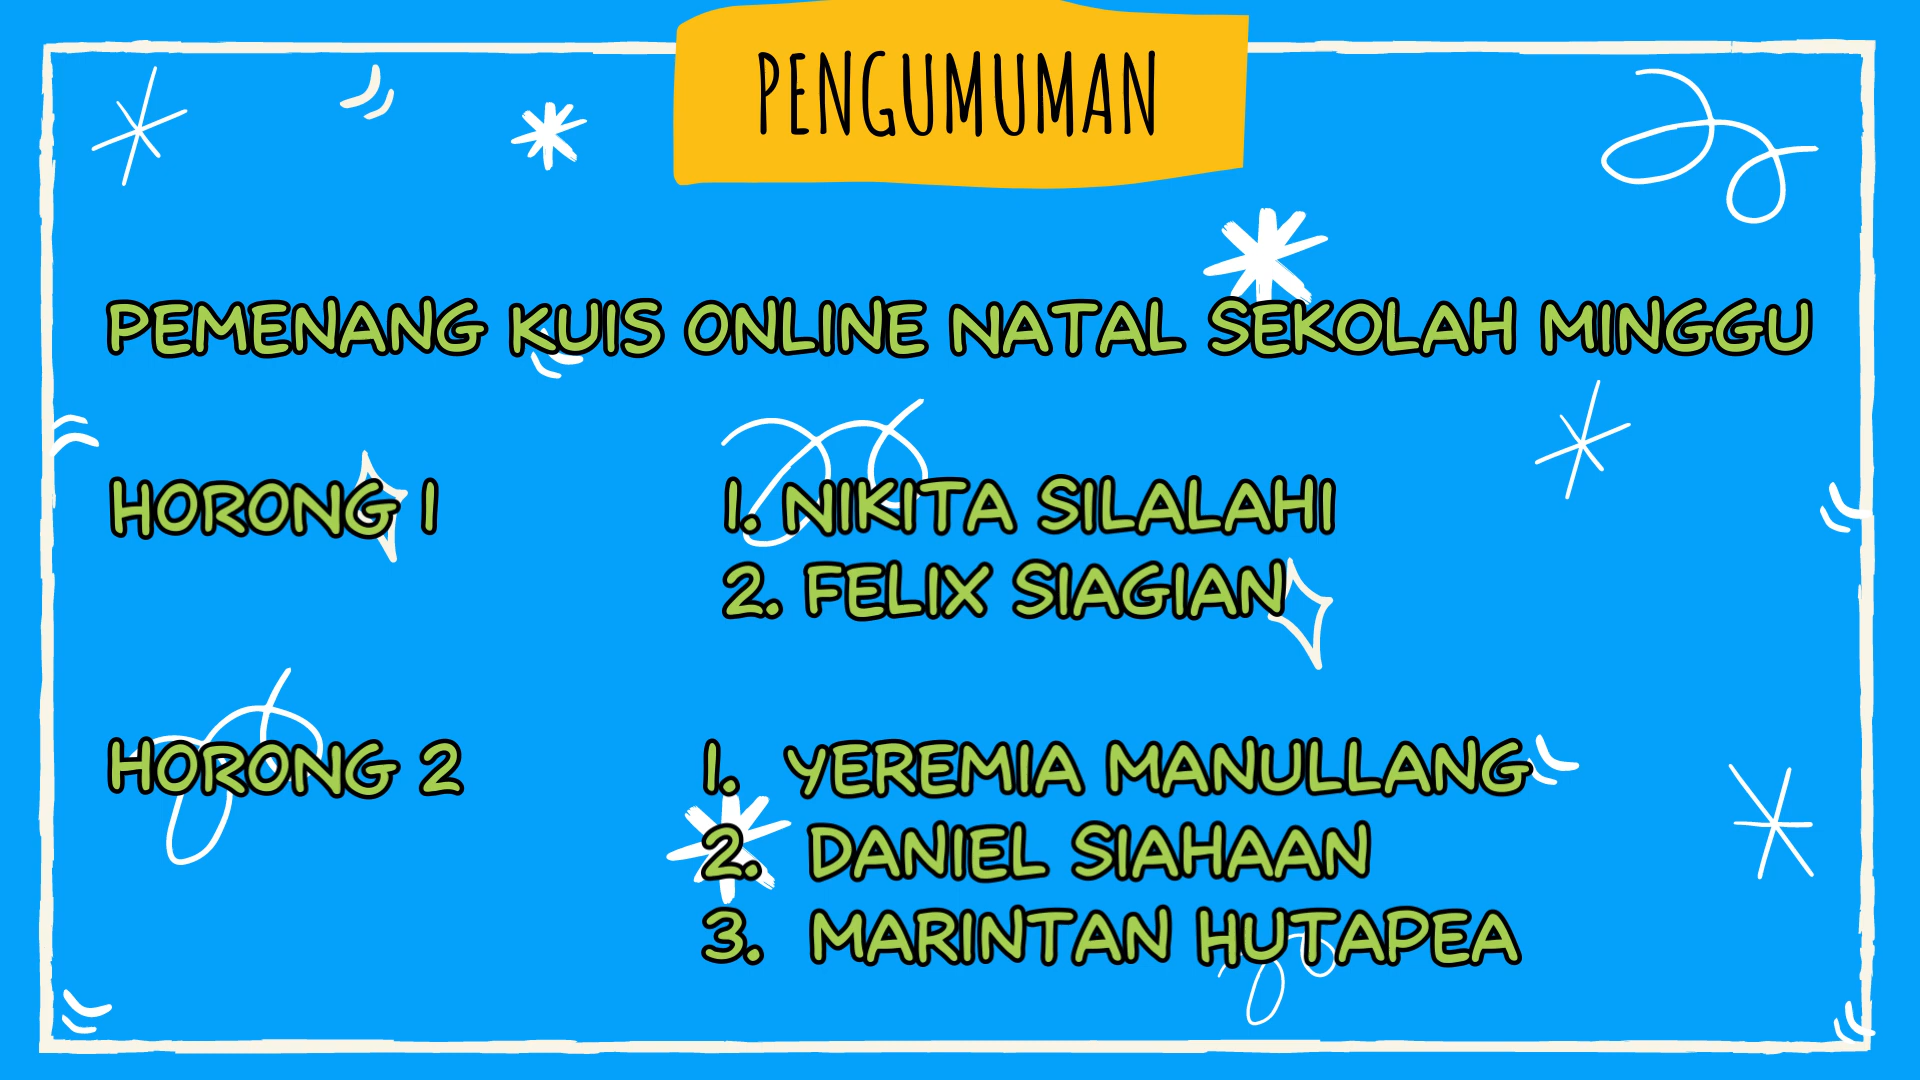 PENGUMUMAN
PEMENANG KUIS ONLINE NATAL SEKOLAH MINGGU
HORONG 1
1. NIKITA SILALAHI
2. FELIX SIAGIAN
HORONG 2
1. YEREMIA MANULLANG
2. DANIEL SIAHAAN
3. MARINTAN HUTAPEA